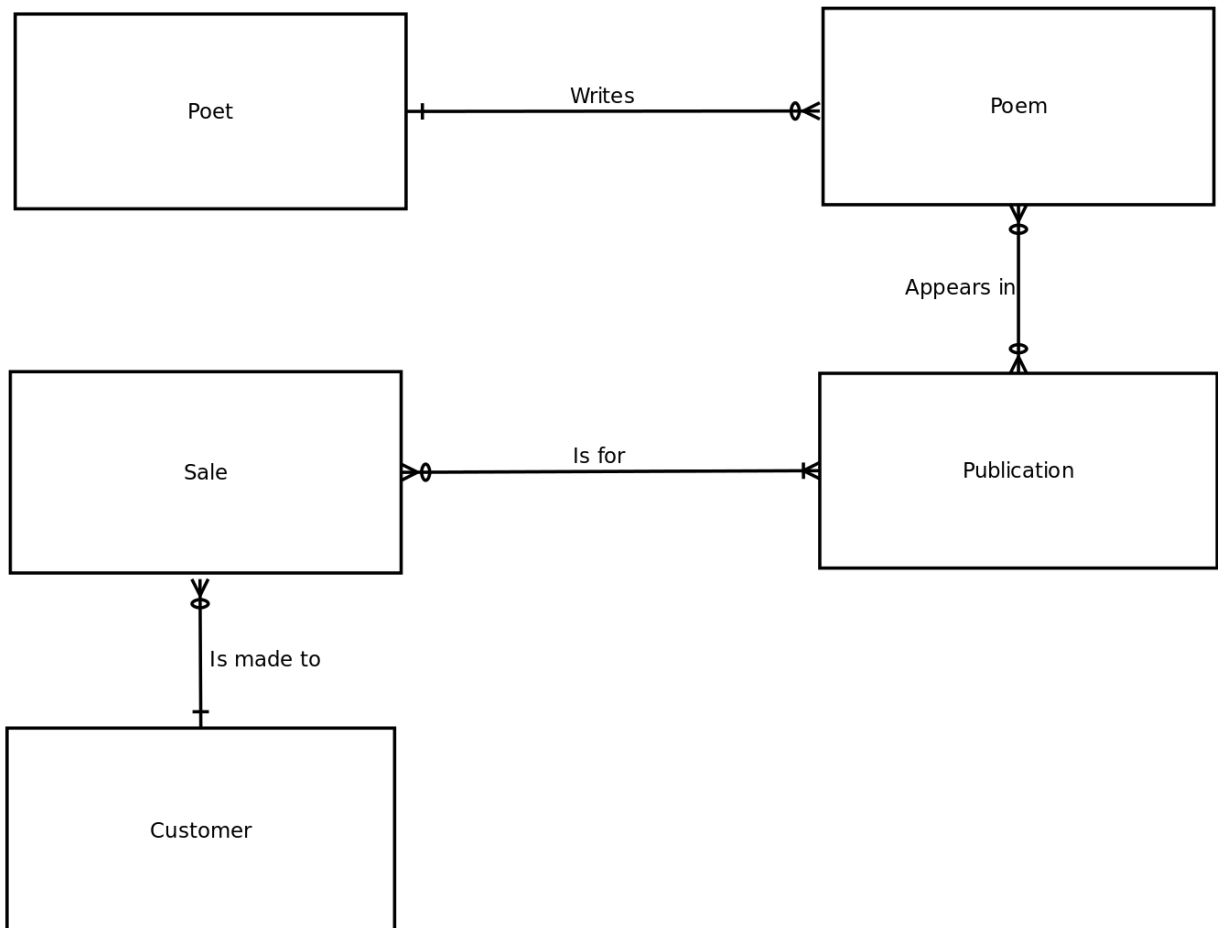 Poet
Writes
Poem
Appears in
Sale
Is for
Publication
Is made to
Customer